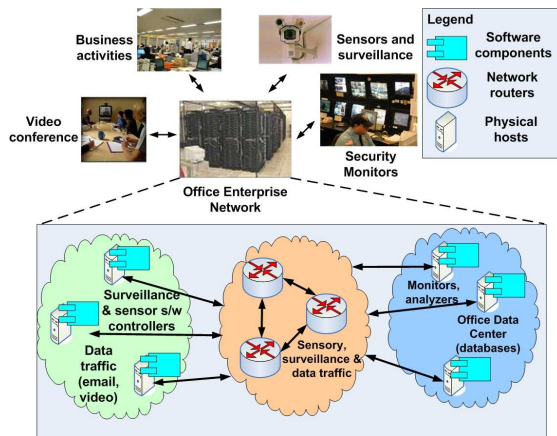 Business
activities
Sensors and
surveillance
Legend
Software
components
Network
routers
Physical
hosts
Video
conference
Security
Monitors
Office Enterprise
Network
Surveillance
& sensor s/w
controllers
Data
traffic
(email,
video)
Sensory,
surveillance &
data traffic
Monitors,
analyzers
Office Data
Center
(databases)